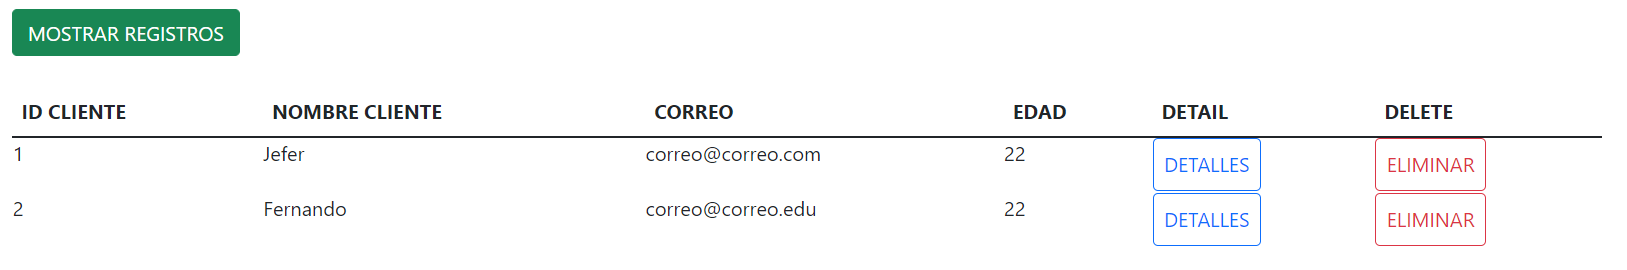 MOSTRAR REGISTROS
ID CLIENTE NOMBRE CLIENTE CORREO EDAD DETAIL DELETE
1 Jefer correo@correo.com 22 DETALLES ELIMINAR
2 Fernando correo@correo.edu 22 DETALLES ELIMINAR